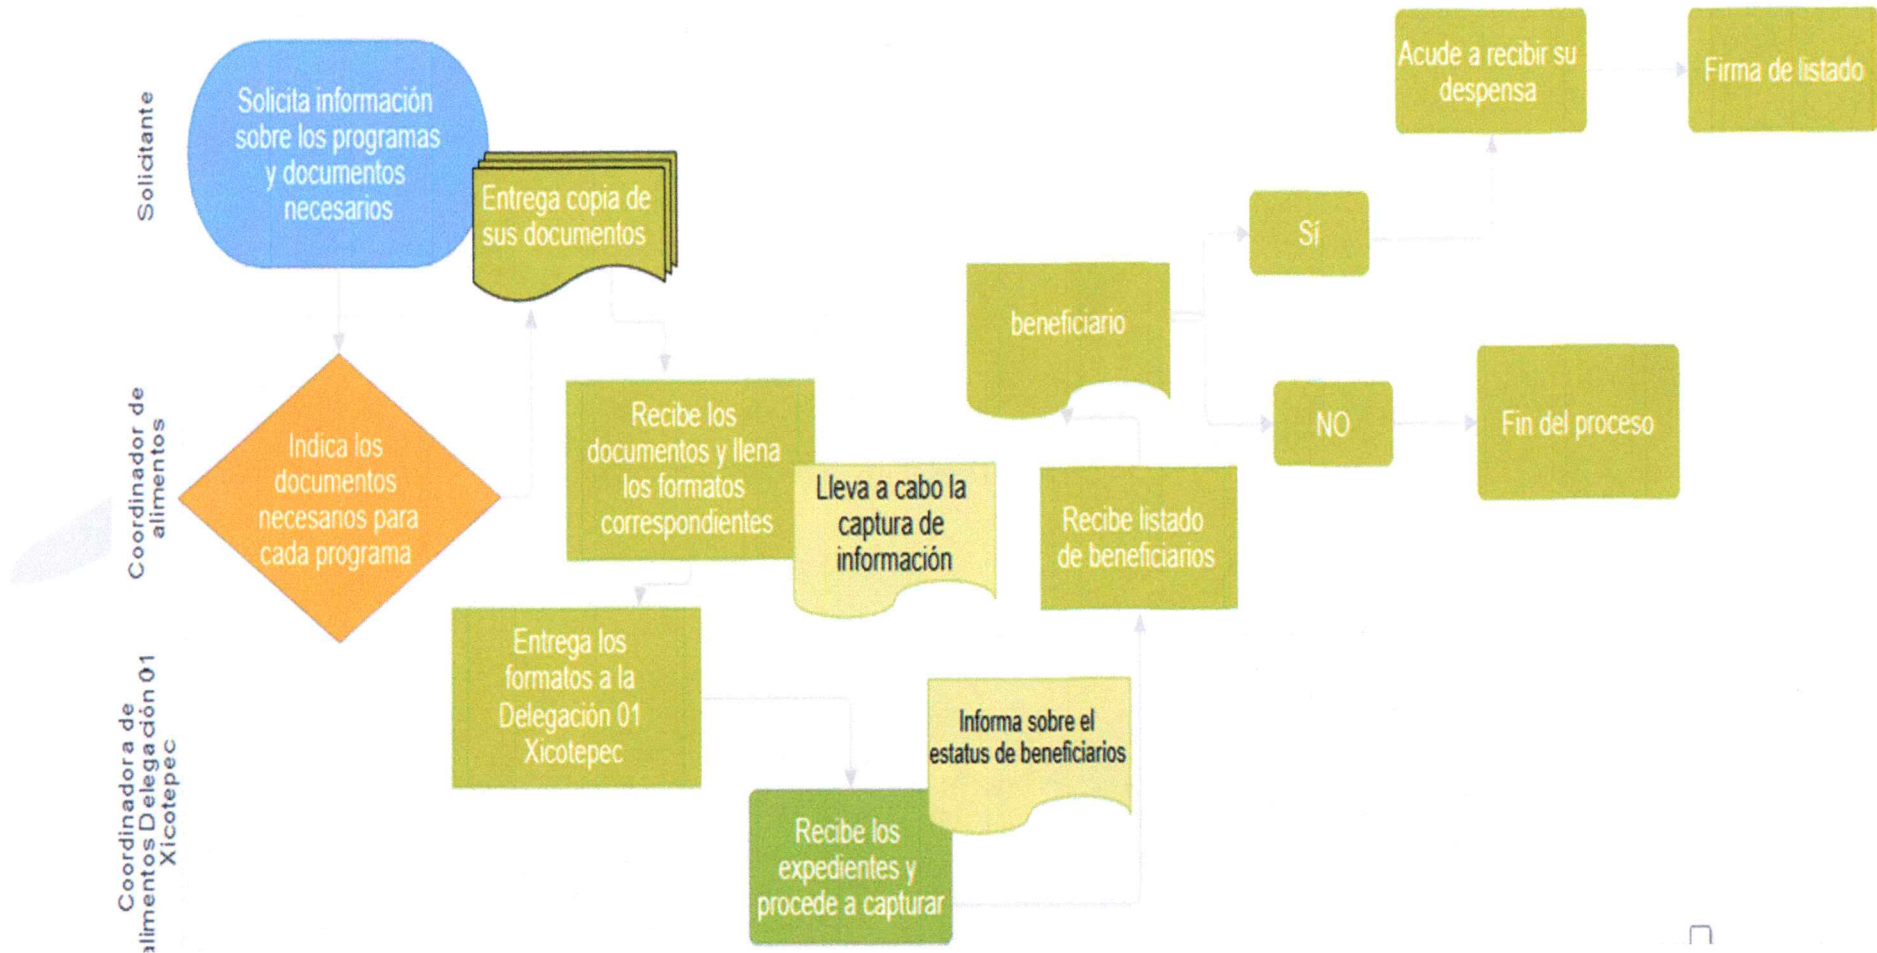 Solicitante
Solicita información
sobre los programas
y documentos
necesarios
Entrega copia de
sus documentos
Acude a recibir su
despensa
Firma de listado
Sí
beneficiario
Coordinador de
alimentos
Indica los
documentos
necesarios para
cada programa
Recibe los
documentos y llena
los formatos
correspondientes
Lleva a cabo la
captura de
información
Recibe listado
de beneficiarios
NO
Fin del proceso
Coordinadora de
alimentos Delegación 01
Xicotepec
Entrega los
formatos a la
Delegación 01
Xicotepec
Informa sobre el
estatus de beneficiarios
Recibe los
expedientes y
procede a capturar